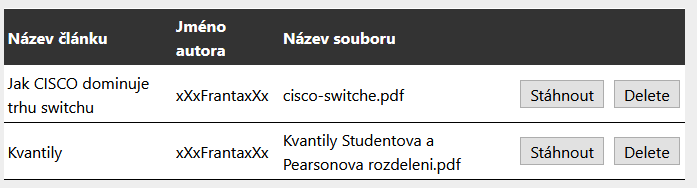 Název článku Jméno autora Název souboru
Jak CISCO dominuje trhu switchu xXxFrantaxXx cisco-switche.pdf Stáhnout Delete
Kvantily xXxFrantaxXx Kvantily Studentova a Pearsonova rozdeleni.pdf Stáhnout Delete